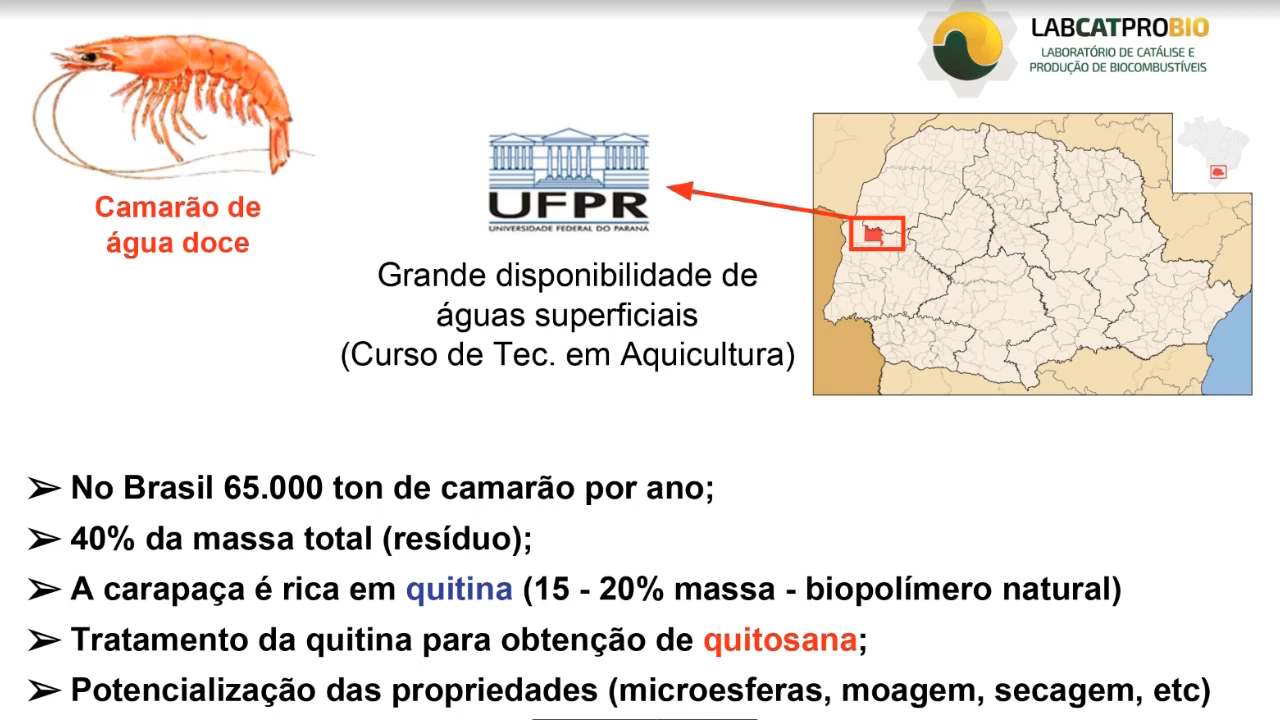 LABCATPROBIO
LABORATÓRIO DE CATÁLISE E
PRODUÇÃO DE BIOCOMBUSTÍVEIS
Camarão de
água doce
UFPR
UNIVERSIDADE FEDERAL DO PARANÁ
Grande disponibilidade de
águas superficiais
(Curso de Tec. em Aquicultura)
➢ No Brasil 65.000 ton de camarão por ano;
➢ 40% da massa total (resíduo);
➢ A carapaça é rica em quitina (15 - 20% massa - biopolímero natural)
➢ Tratamento da quitina para obtenção de quitosana;
➢ Potencialização das propriedades (microesferas, moagem, secagem, etc)